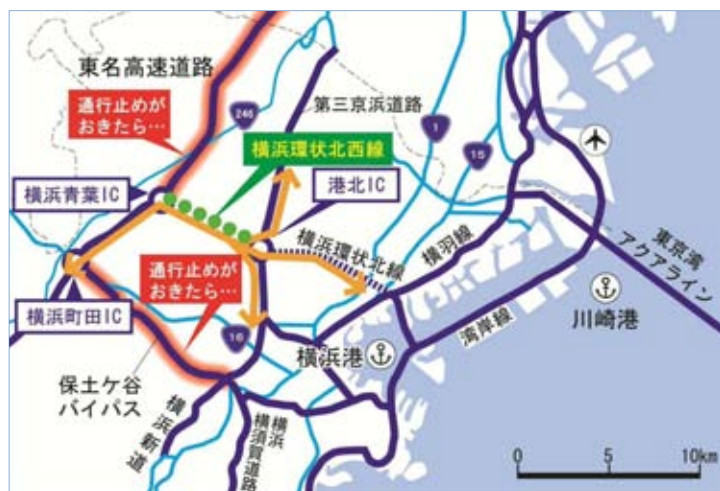 東名高速道路
通行止めが
おきたら…
246
第三京浜道路
1
15
横浜環状北西線
横浜青葉IC
港北IC
横浜環状北線
横羽線
東京湾
アクアライン
通行止めが
おきたら…
横浜町田IC
16
横浜港
湾岸線
川崎港
保土ケ谷
バイパス
横浜新道
横浜
横須賀道路
0
5
10km